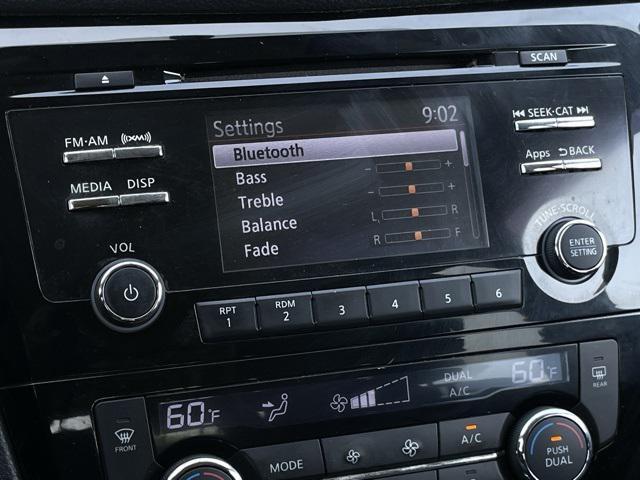 SCAN
FM·AM ((XM))
MEDIA DISP
VOL
Settings 9:02
Bluetooth
Bass - +
Treble - +
Balance L R
Fade R F
SEEK·CAT
Apps BACK
TUNE·SCROLL
ENTER
SETTING
RPT
1
RDM
2
3
4
5
6
60°F
DUAL
A/C
60°F
FRONT
REAR
MODE
A/C
PUSH
DUAL